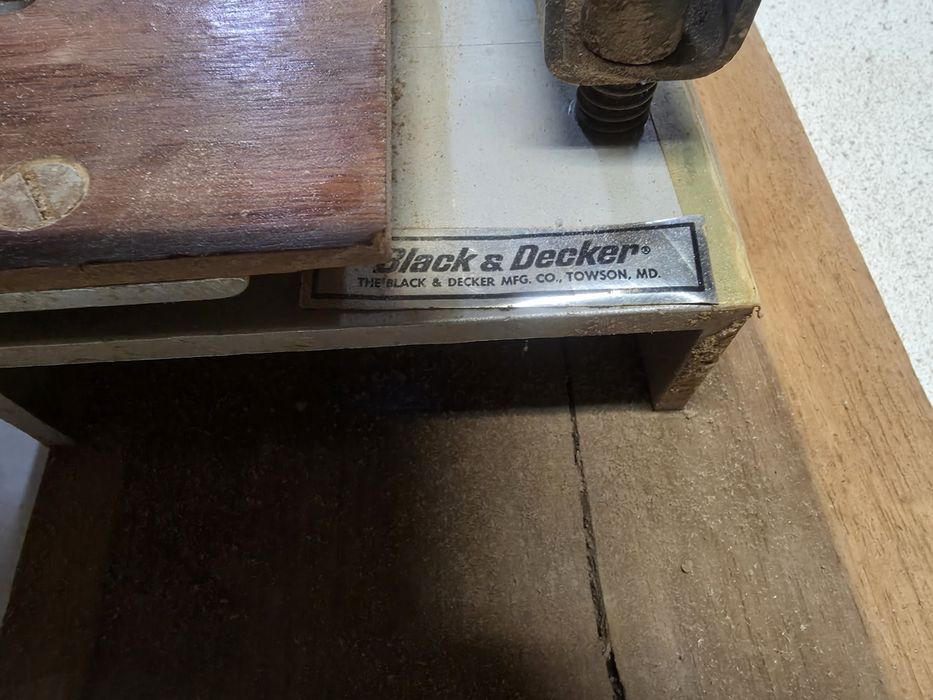 Black & Decker®
THE BLACK & DECKER MFG. CO., TOWSON, MD.